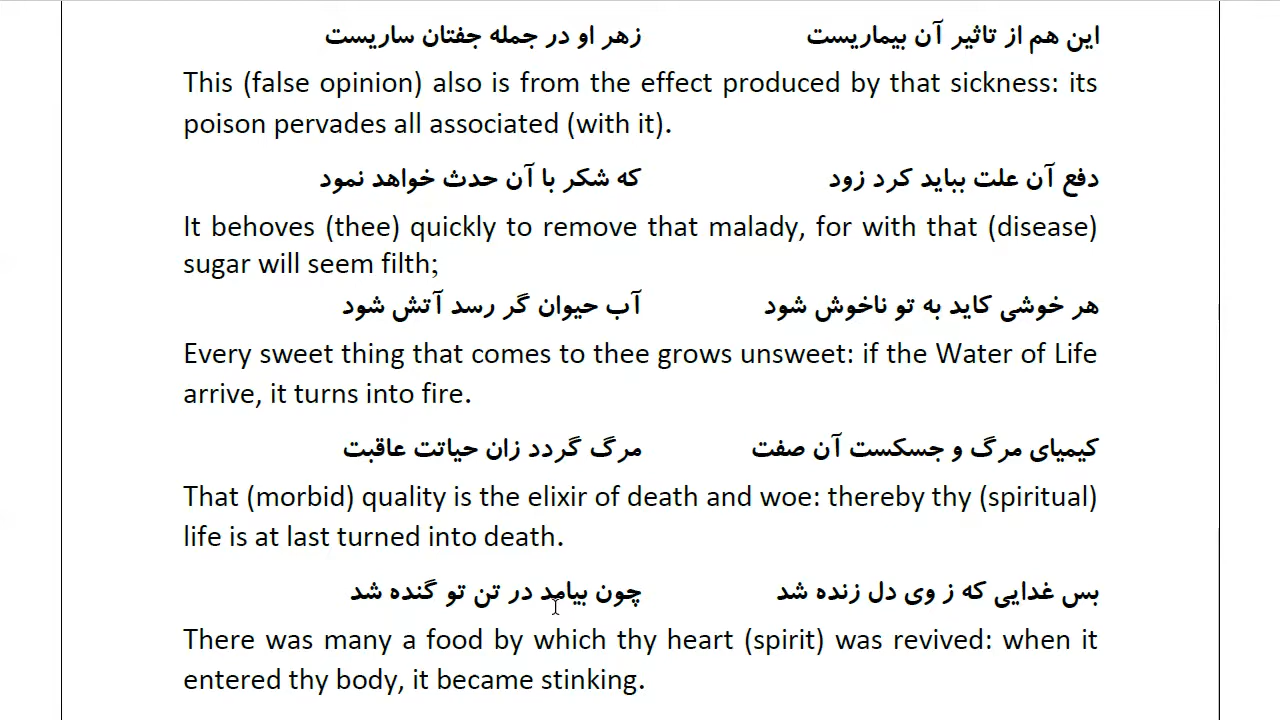 این هم از تاثیر آن بیماریست زهر او در جمله جفتان ساریست
This (false opinion) also is from the effect produced by that sickness: its
poison pervades all associated (with it).
دفع آن علت بباید کرد زود که شکر با آن حدث خواهد نمود
It behoves (thee) quickly to remove that malady, for with that (disease)
sugar will seem filth;
هر خوشی کاید به تو ناخوش شود آب حیوان گر رسد آتش شود
Every sweet thing that comes to thee grows unsweet: if the Water of Life
arrive, it turns into fire.
کیمیای مرگ و جسکست آن صفت مرگ گردد زان حیاتت عاقبت
That (morbid) quality is the elixir of death and woe: thereby thy (spiritual)
life is at last turned into death.
بس غدایی که ز وی دل زنده شد چون بیامد در تن تو گنده شد
There was many a food by which thy heart (spirit) was revived: when it
entered thy body, it became stinking.